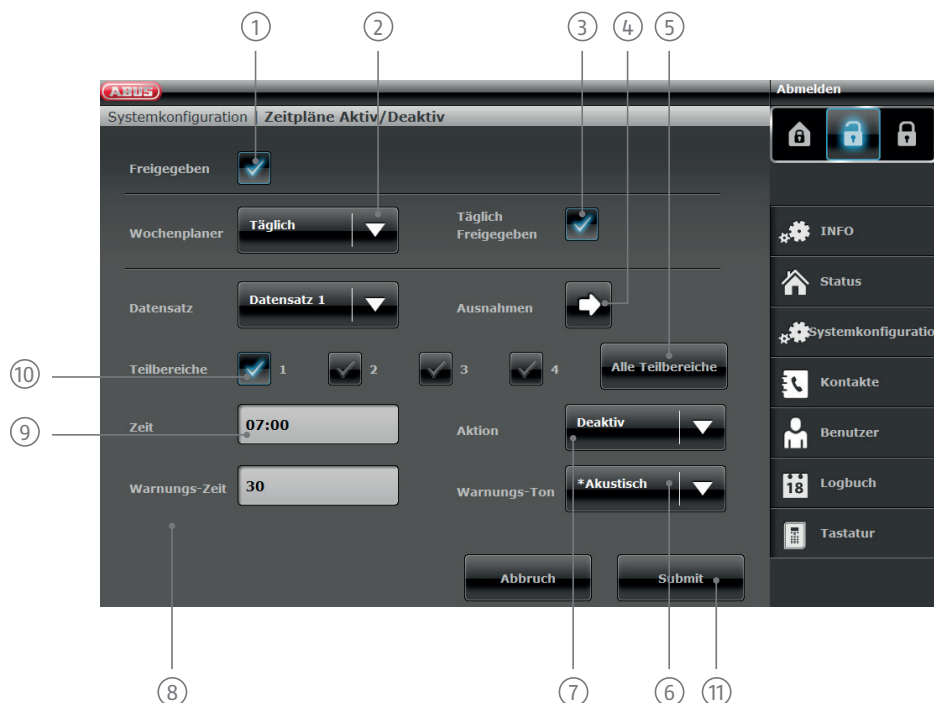 1 2 3 4 5
ABUS
Abmelden
Systemkonfiguration | Zeitpläne Aktiv/Deaktiv
Freigegeben
Wochenplaner Täglich Täglich Freigegeben
INFO
Datensatz Datensatz 1 Ausnahmen
Status
Systemkonfiguratio
10 Teilbereiche 1 2 3 4 Alle Teilbereiche
Kontakte
9 Zeit 07:00 Aktion Deaktiv
Benutzer
Warnungs-Zeit 30 Warnungs-Ton *Akustisch
18 Logbuch
Tastatur
Abbruch Submit
8 7 6 11